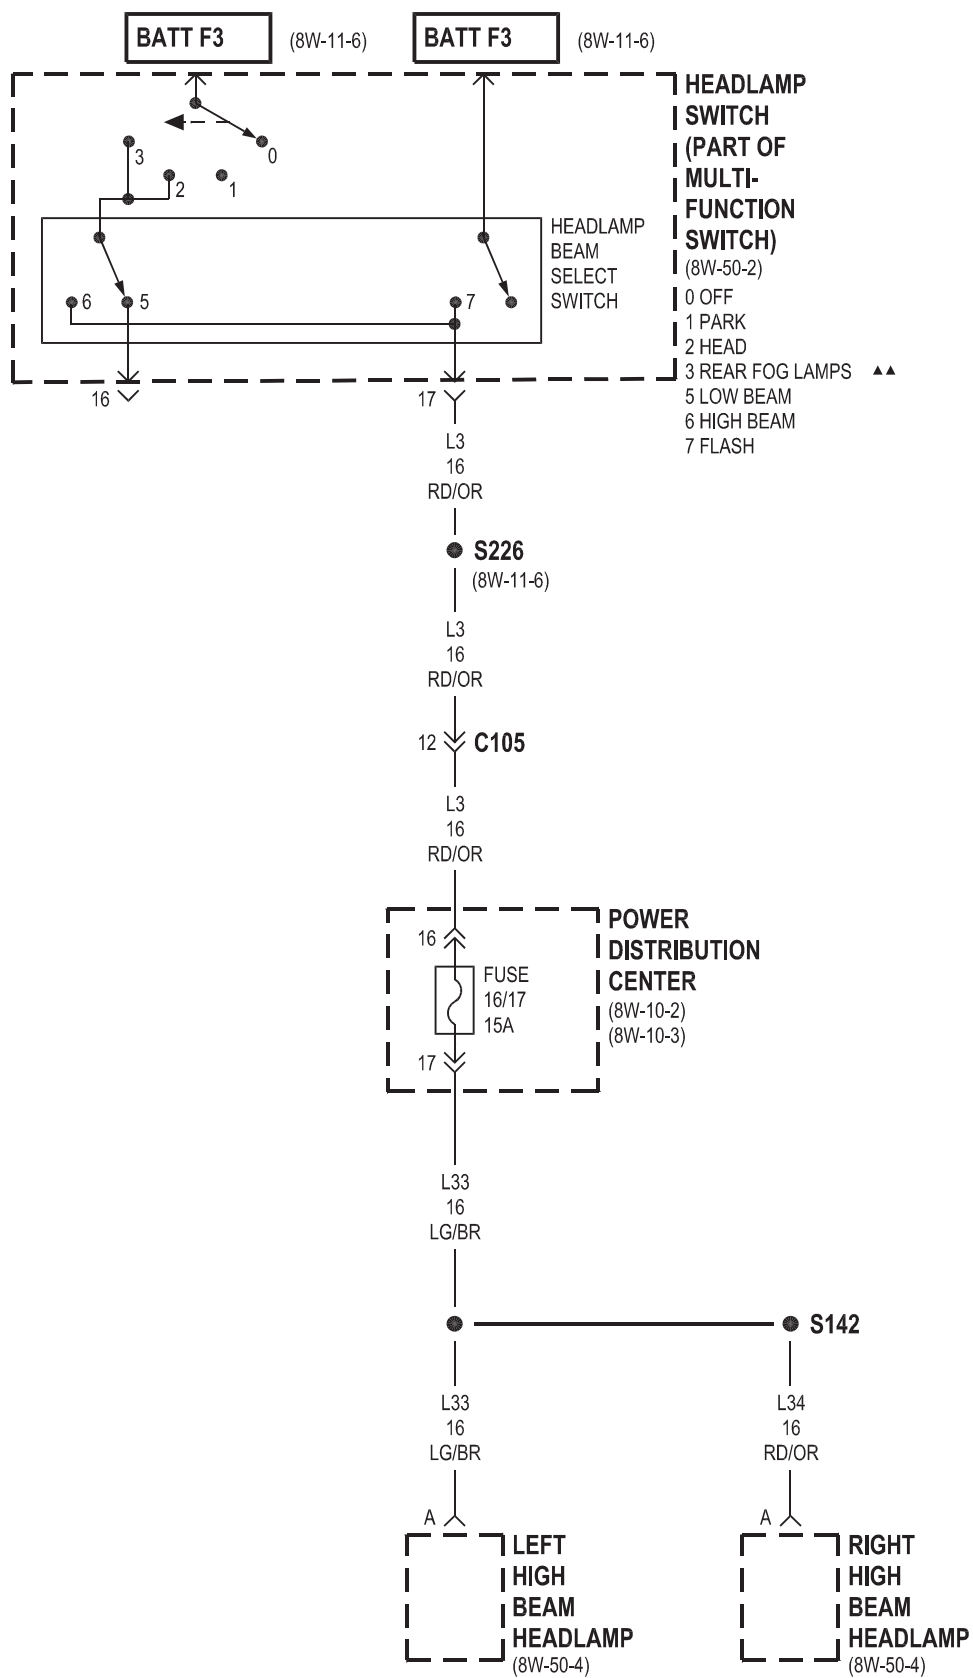 BATT F3
(8W-11-6)
BATT F3
(8W-11-6)
HEADLAMP
SWITCH
(PART OF
MULTI-
FUNCTION
SWITCH)
(8W-50-2)
0 OFF
1 PARK
2 HEAD
3 REAR FOG LAMPS ▲▲
5 LOW BEAM
6 HIGH BEAM
7 FLASH
3
0
2
1
HEADLAMP
BEAM
SELECT
SWITCH
6
5
7
16
17
L3
16
RD/OR
S226
(8W-11-6)
L3
16
RD/OR
12
C105
L3
16
RD/OR
POWER
DISTRIBUTION
CENTER
(8W-10-2)
(8W-10-3)
16
FUSE
16/17
15A
17
L33
16
LG/BR
S142
L33
16
LG/BR
L34
16
RD/OR
A
LEFT
HIGH
BEAM
HEADLAMP
(8W-50-4)
A
RIGHT
HIGH
BEAM
HEADLAMP
(8W-50-4)